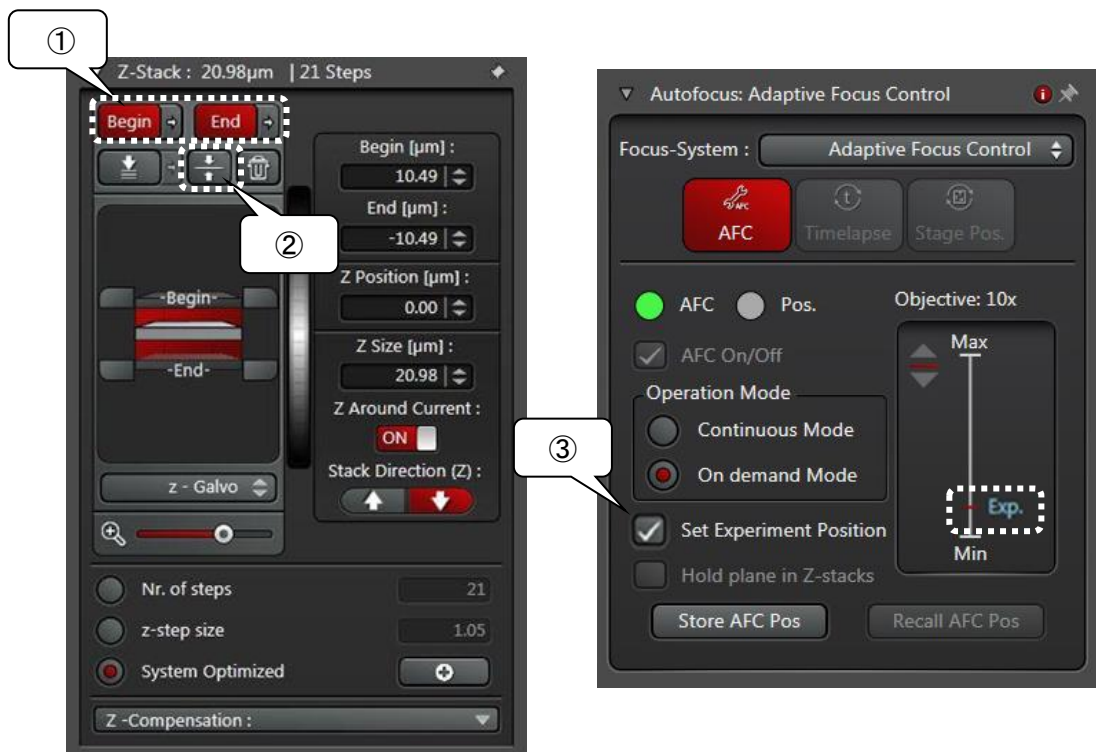 ①
Z-Stack : 20.98µm | 21 Steps
Begin
End
②
Begin [µm] :
10.49
End [µm] :
-10.49
Z Position [µm] :
0.00
Z Size [µm] :
20.98
Z Around Current :
ON
Stack Direction (Z) :
-Begin-
-End-
z - Galvo
Nr. of steps 21
z-step size 1.05
System Optimized
Z -Compensation :
Autofocus: Adaptive Focus Control
Focus-System : Adaptive Focus Control
AFC
AFC
Timelapse
Stage Pos.
AFC Pos.
Objective: 10x
AFC On/Off
Operation Mode
Continuous Mode
On demand Mode
③
Set Experiment Position
Hold plane in Z-stacks
Max
Exp.
Min
Store AFC Pos
Recall AFC Pos